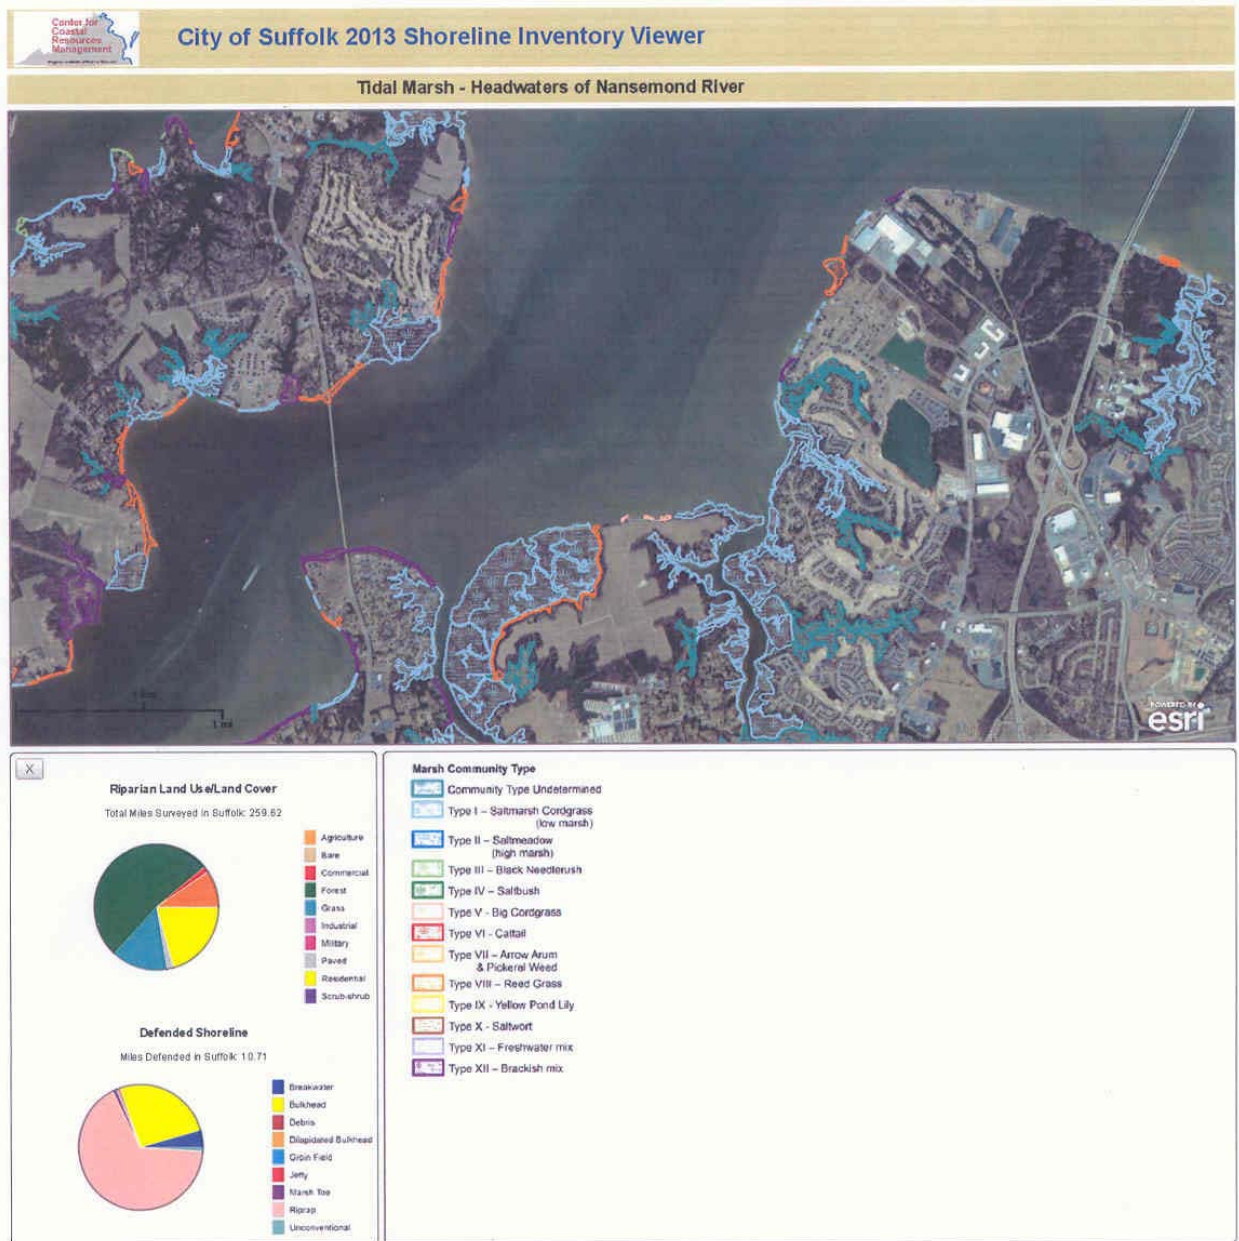 Center for
Coastal
Resources
Management
City of Suffolk 2013 Shoreline Inventory Viewer
Tidal Marsh - Headwaters of Nansemond River
1 mi
POWERED BY
esri
X
Riparian Land Use/Land Cover
Total Miles Surveyed in Suffolk: 259.62
Agriculture
Bare
Commercial
Forest
Grass
Industrial
Military
Paved
Residential
Scrub-shrub
Defended Shoreline
Miles Defended in Suffolk: 10.71
Breakwater
Bulkhead
Debris
Dilapidated Bulkhead
Groin Field
Jetty
Marsh Toe
Riprap
Unconventional
Marsh Community Type
Community Type Undetermined
Type I – Saltmarsh Cordgrass
(low marsh)
Type II – Saltmeadow
(high marsh)
Type III – Black Needlerush
Type IV – Saltbush
Type V - Big Cordgrass
Type VI - Cattail
Type VII – Arrow Arum
& Pickerel Weed
Type VIII – Reed Grass
Type IX - Yellow Pond Lily
Type X - Saltwort
Type XI – Freshwater mix
Type XII – Brackish mix